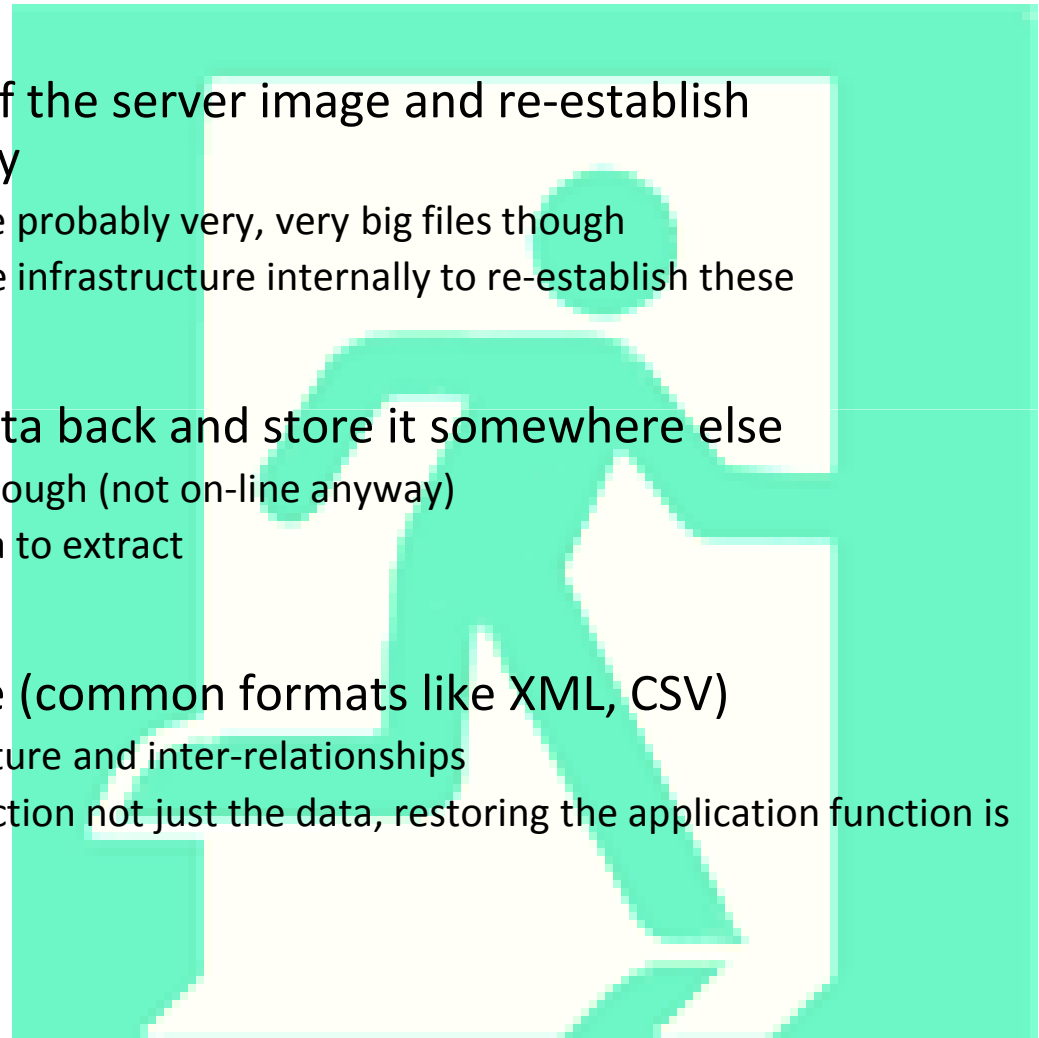 f the server image and re-establish
y
e probably very, very big files though
e infrastructure internally to re-establish these
ta back and store it somewhere else
ough (not on-line anyway)
n to extract
e (common formats like XML, CSV)
ture and inter-relationships
ction not just the data, restoring the application function is